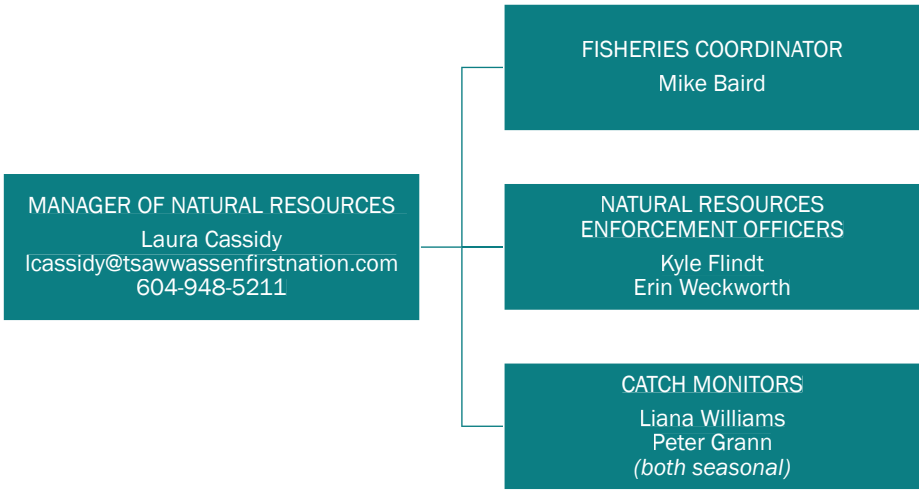 MANAGER OF NATURAL RESOURCES
Laura Cassidy
lcassidy@tsawwassenfirstnation.com
604-948-5211
FISHERIES COORDINATOR
Mike Baird
NATURAL RESOURCES
ENFORCEMENT OFFICERS
Kyle Flindt
Erin Weckworth
CATCH MONITORS
Liana Williams
Peter Grann
(both seasonal)